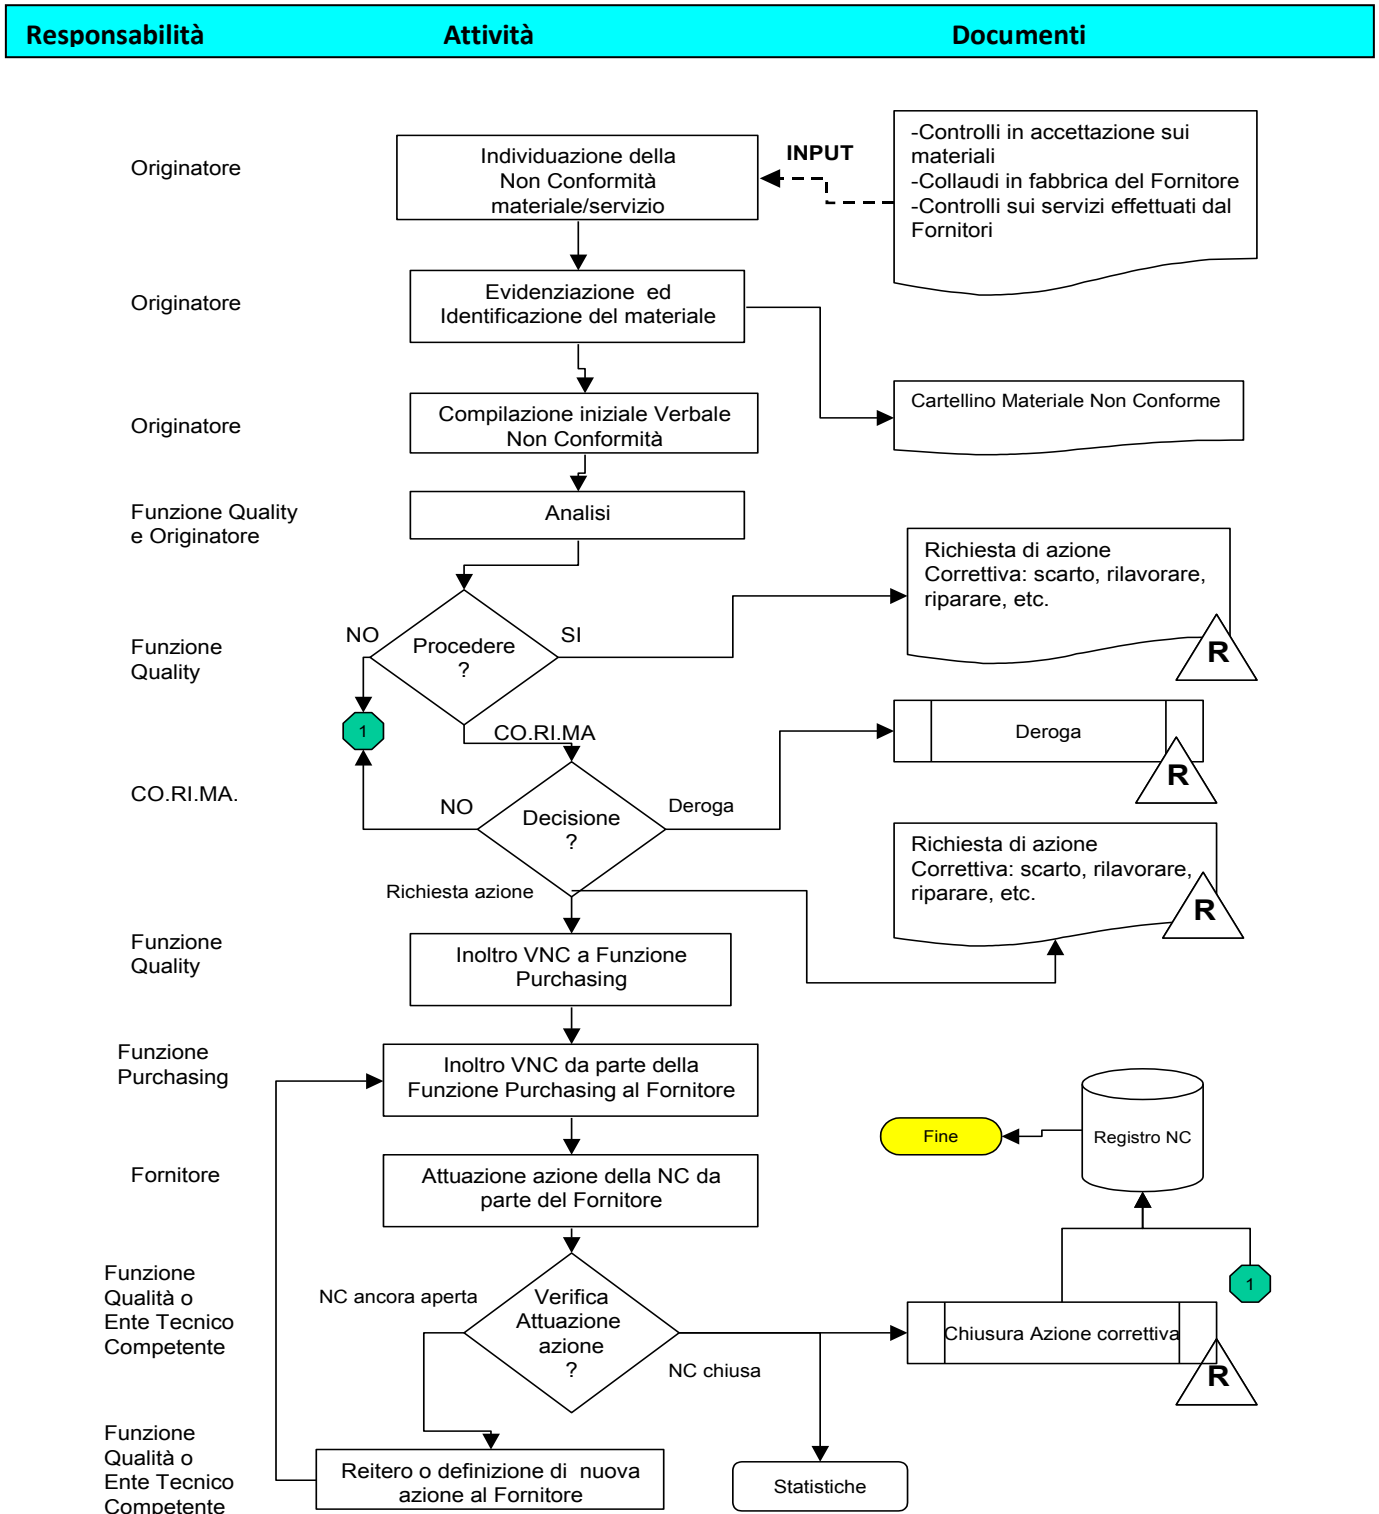 Responsabilità Attività Documenti
Originatore
Individuazione della
Non Conformità
materiale/servizio
INPUT
-Controlli in accettazione sui
materiali
-Collaudi in fabbrica del Fornitore
-Controlli sui servizi effettuati dal
Fornitori
Originatore
Evidenziazione ed
Identificazione del materiale
Originatore
Compilazione iniziale Verbale
Non Conformità
Cartellino Materiale Non Conforme
Funzione Quality
e Originatore
Analisi
Richiesta di azione
Correttiva: scarto, rilavorare,
riparare, etc.
R
Funzione
Quality
NO
Procedere
?
SI
1
CO.RI.MA
Deroga
R
CO.RI.MA.
NO
Decisione
?
Deroga
Richiesta azione
Richiesta di azione
Correttiva: scarto, rilavorare,
riparare, etc.
R
Funzione
Quality
Inoltro VNC a Funzione
Purchasing
Funzione
Purchasing
Inoltro VNC da parte della
Funzione Purchasing al Fornitore
Fine
Registro NC
Fornitore
Attuazione azione della NC da
parte del Fornitore
Funzione
Qualità o
Ente Tecnico
Competente
NC ancora aperta
Verifica
Attuazione
azione
?
NC chiusa
1
Chiusura Azione correttiva
R
Funzione
Qualità o
Ente Tecnico
Competente
Reitero o definizione di nuova
azione al Fornitore
Statistiche